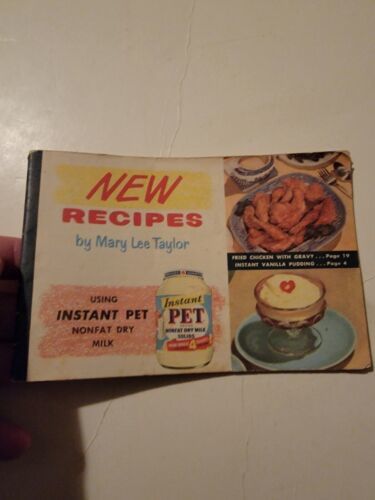 NEW
RECIPES
by Mary Lee Taylor
USING
INSTANT PET
NONFAT DRY
MILK
Instant
PET
NONFAT DRY MILK
SOLIDS
FRIED CHICKEN WITH GRAVY . . . Page 19
INSTANT VANILLA PUDDING . . . Page 4